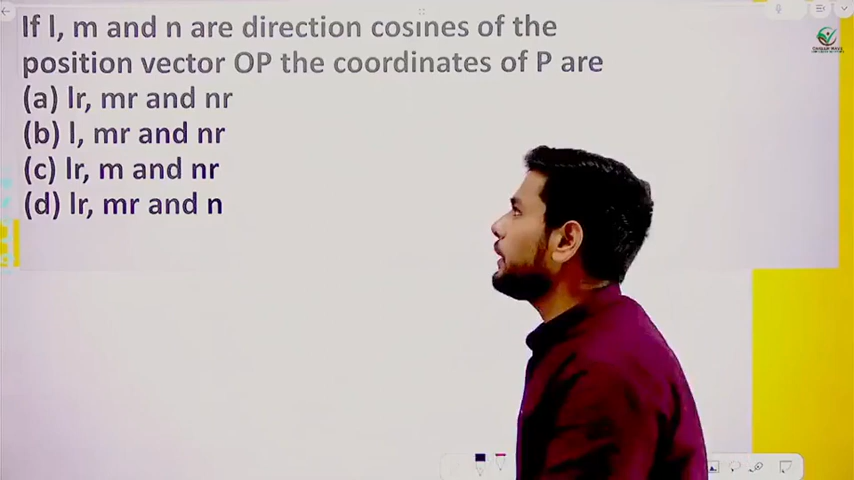 If l, m and n are direction cosines of the
position vector OP the coordinates of P are
(a) lr, mr and nr
(b) l, mr and nr
(c) lr, m and nr
(d) lr, mr and n